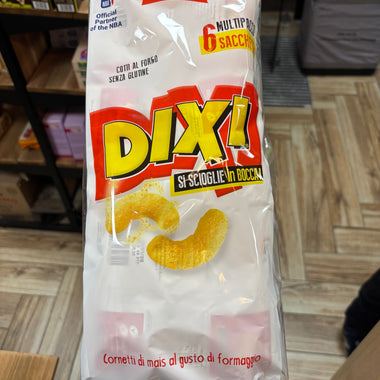 Official
Partner
of the NBA
6 MULTIPACK
SACCHETTI
COTTI AL FORNO
SENZA GLUTINE
DIXI
SI SCIOGLIE in BOCCA!
Cornetti di mais al gusto di formaggio